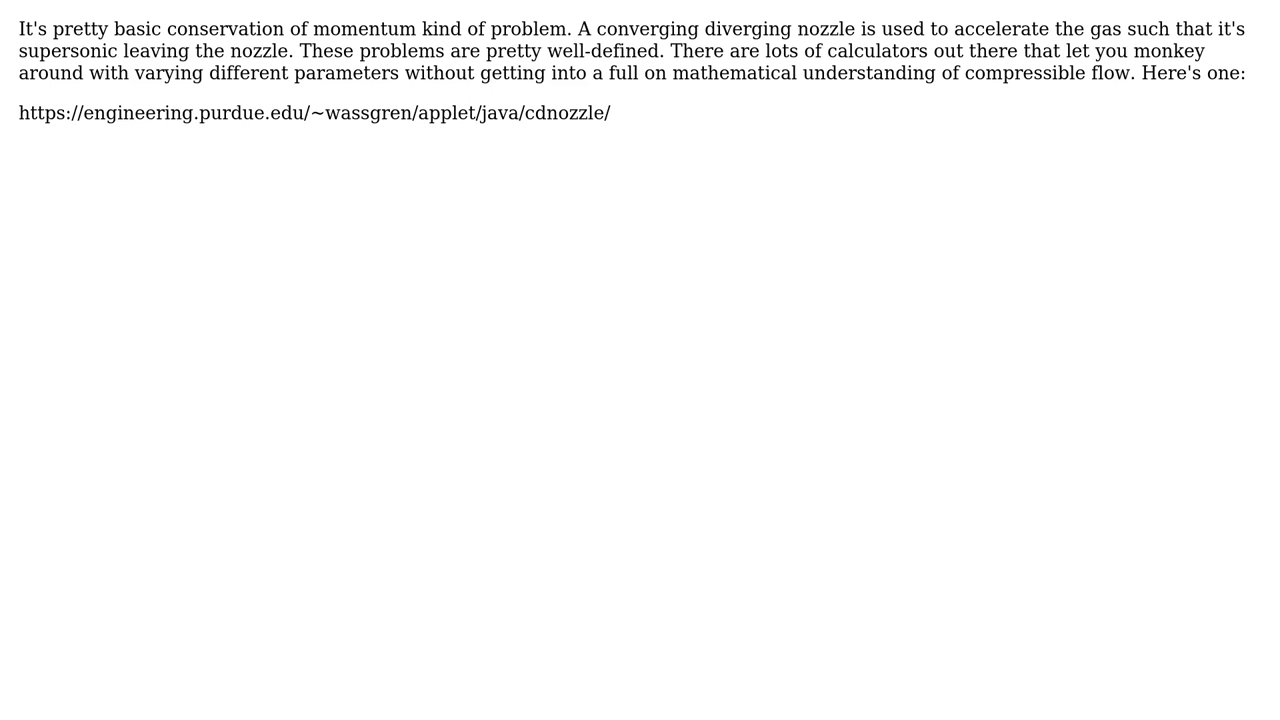 It's pretty basic conservation of momentum kind of problem. A converging diverging nozzle is used to accelerate the gas such that it's
supersonic leaving the nozzle. These problems are pretty well-defined. There are lots of calculators out there that let you monkey
around with varying different parameters without getting into a full on mathematical understanding of compressible flow. Here's one:
https://engineering.purdue.edu/~wassgren/applet/java/cdnozzle/